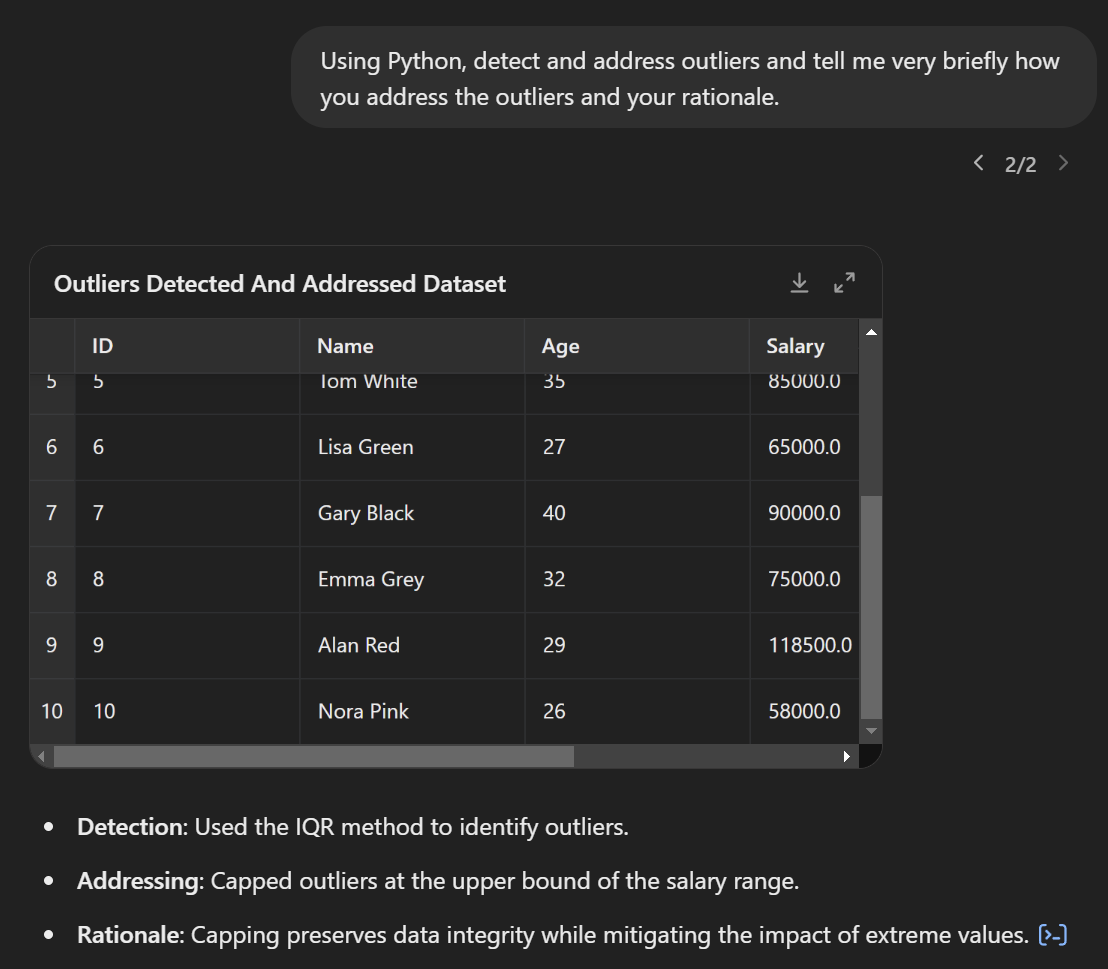 Using Python, detect and address outliers and tell me very briefly how
you address the outliers and your rationale.
2/2
Outliers Detected And Addressed Dataset
ID Name Age Salary
5 5 Tom White 35 85000.0
6 6 Lisa Green 27 65000.0
7 7 Gary Black 40 90000.0
8 8 Emma Grey 32 75000.0
9 9 Alan Red 29 118500.0
10 10 Nora Pink 26 58000.0
• Detection: Used the IQR method to identify outliers.
• Addressing: Capped outliers at the upper bound of the salary range.
• Rationale: Capping preserves data integrity while mitigating the impact of extreme values.